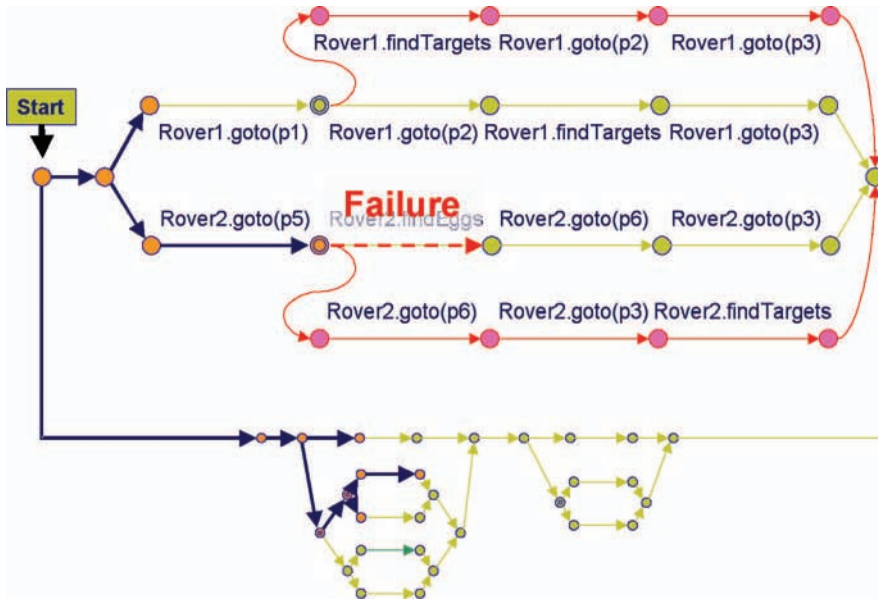 Rover1.findTargets Rover1.goto(p2) Rover1.goto(p3)
Start
Rover1.goto(p1) Rover1.goto(p2) Rover1.findTargets Rover1.goto(p3)
Failure
Rover2.goto(p5) Rover2.findEggs Rover2.goto(p6) Rover2.goto(p3)
Rover2.goto(p6) Rover2.goto(p3) Rover2.findTargets